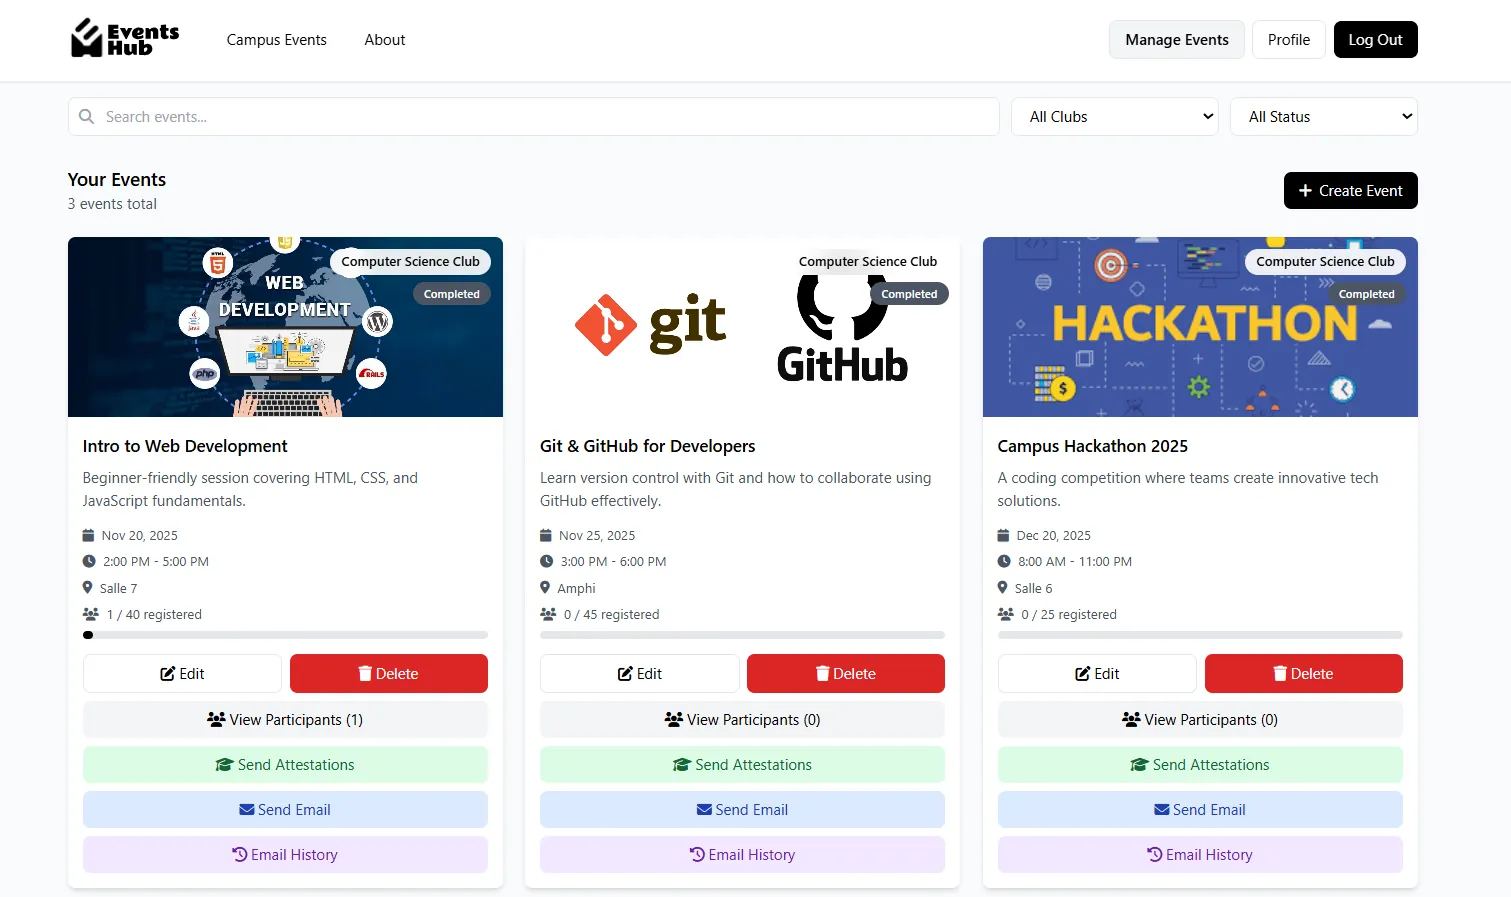 Events
Hub
Campus Events
About
Manage Events
Profile
Log Out
Search events...
All Clubs
All Status
Your Events
3 events total
Create Event
HTML
JS
WEB
DEVELOPMENT
Java
php
RAILS
Computer Science Club
Completed
Intro to Web Development
Beginner-friendly session covering HTML, CSS, and
JavaScript fundamentals.
Nov 20, 2025
2:00 PM - 5:00 PM
Salle 7
1 / 40 registered
Edit
Delete
View Participants (1)
Send Attestations
Send Email
Email History
git
GitHub
Computer Science Club
Completed
Git & GitHub for Developers
Learn version control with Git and how to collaborate using
GitHub effectively.
Nov 25, 2025
3:00 PM - 6:00 PM
Amphi
0 / 45 registered
Edit
Delete
View Participants (0)
Send Attestations
Send Email
Email History
HACKATHON
Computer Science Club
Completed
Campus Hackathon 2025
A coding competition where teams create innovative tech
solutions.
Dec 20, 2025
8:00 AM - 11:00 PM
Salle 6
0 / 25 registered
Edit
Delete
View Participants (0)
Send Attestations
Send Email
Email History